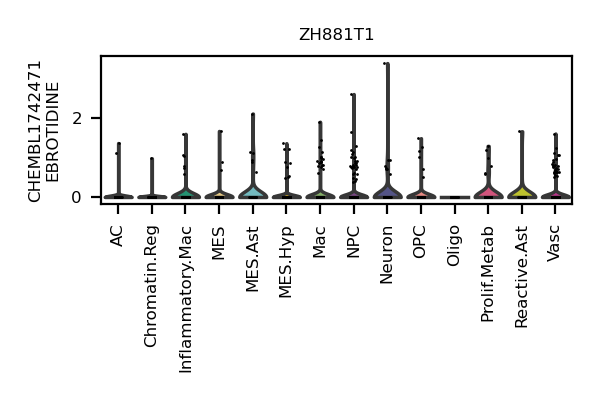 ZH881T1
CHEMBL1742471
EBROTIDINE
2
0
AC
Chromatin.Reg
Inflammatory.Mac
MES
MES.Ast
MES.Hyp
Mac
NPC
Neuron
OPC
Oligo
Prolif.Metab
Reactive.Ast
Vasc